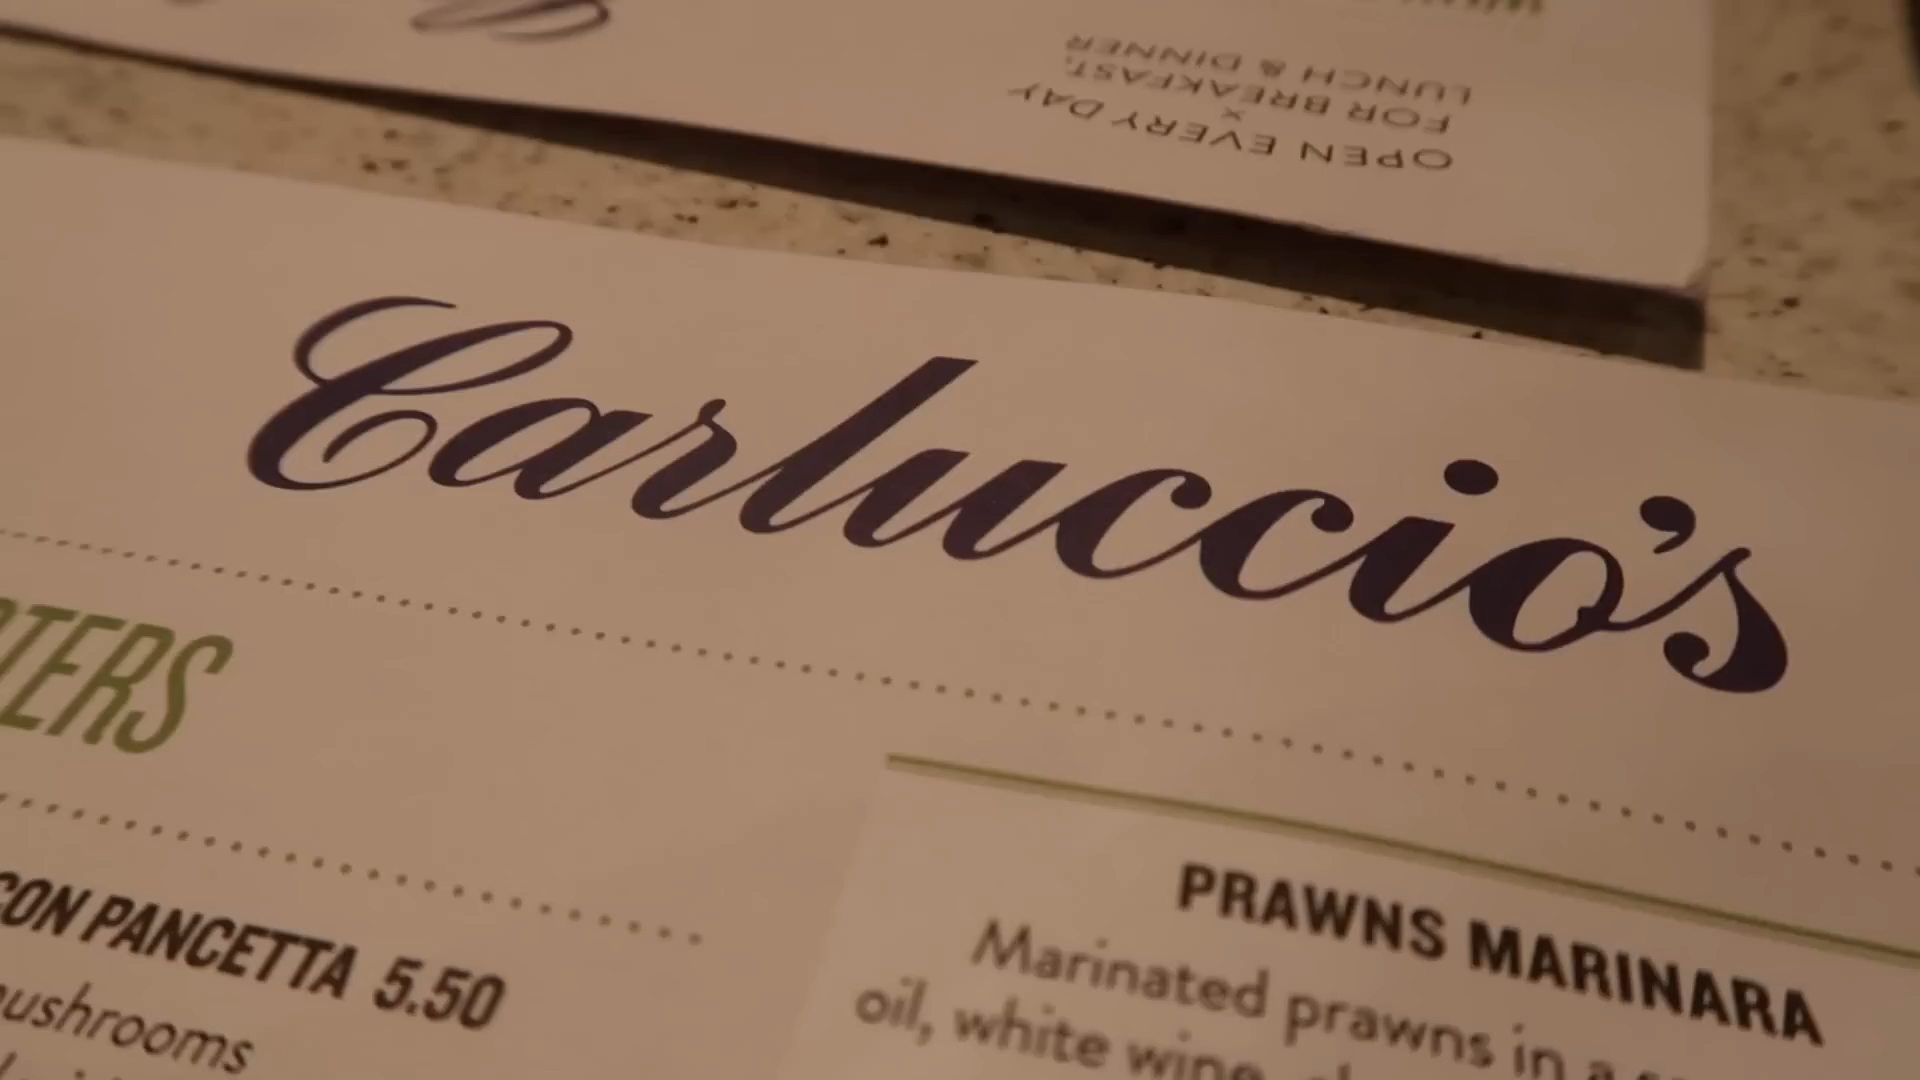 OPEN EVERY DAY
X
FOR BREAKFAST,
LUNCH & DINNER
Carluccio's
TERS
CON PANCETTA 5.50
mushrooms
PRAWNS MARINARA
Marinated prawns in a
oil, white wine,